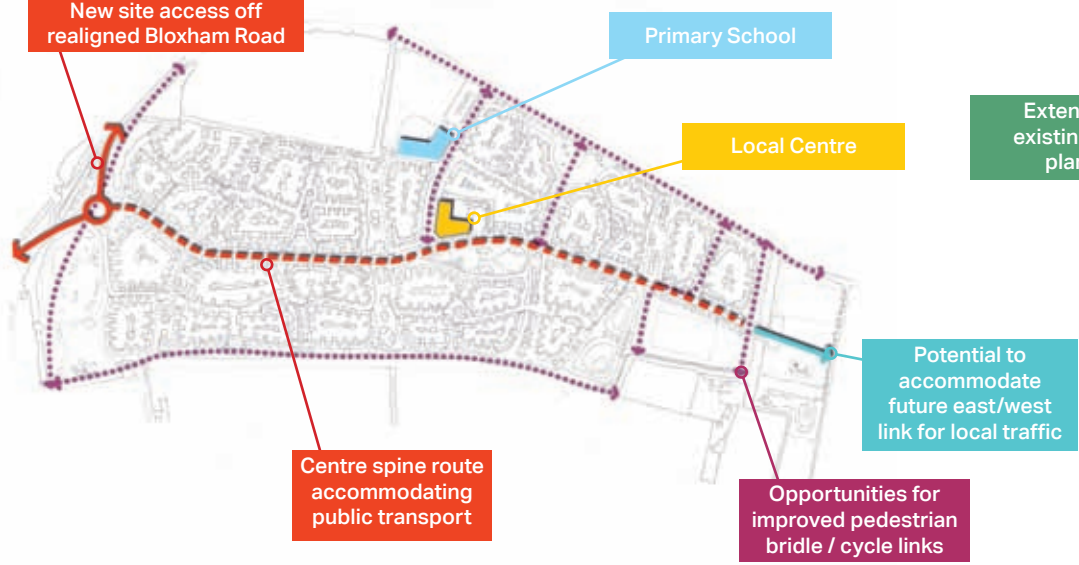 New site access off
realigned Bloxham Road
Primary School
Local Centre
existing
Potential to
accommodate
future east/west
link for local traffic
Centre spine route
accommodating
public transport
Opportunities for
improved pedestrian
bridle / cycle links